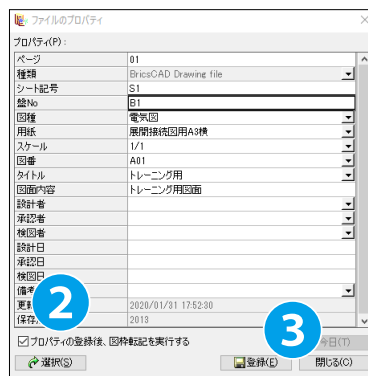 ファイルのプロパティ
プロパティ(P):
ページ 01
種類 BricsCAD Drawing file
シート記号 S1
盤No B1
図種 電気図
用紙 展開接続図用A3横
スケール 1/1
図番 A01
タイトル トレーニング用
図面内容 トレーニング用図面
設計者
承認者
検図者
設計日
承認日
検図日
備考
更新 2020/01/31 17:52:30
保存 2013
2
3
プロパティの登録後、図枠転記を実行する 今日(T)
選択(S) 登録(E) 閉じる(C)